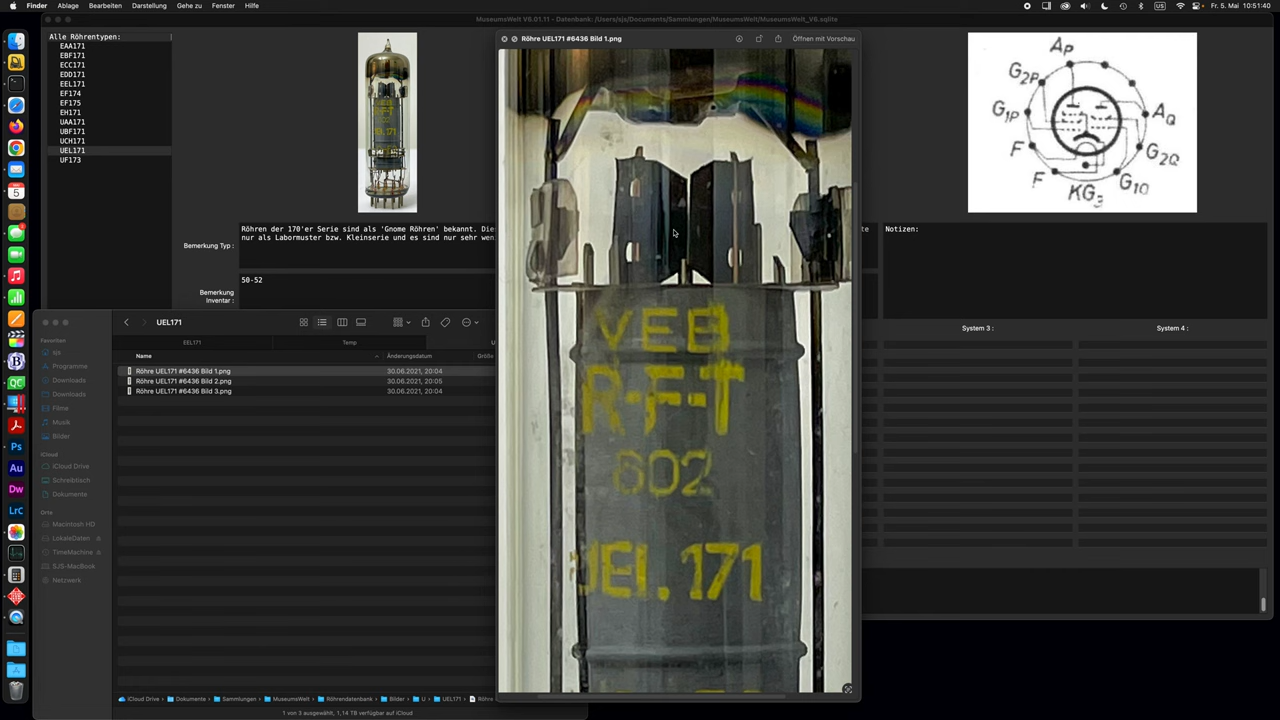 Finder Ablage Bearbeiten Darstellung Gehe zu Fenster Hilfe
US
Fr. 5. Mai 10:51:40
MuseumsWelt V6.01.11 - Datenbank: /Users/sjs/Documents/Sammlungen/MuseumsWelt/MuseumsWelt_V6.sqlite
Alle Röhrentypen:
EAA171
EBF171
ECC171
EDD171
EEL171
EF174
EF175
EH171
UAA171
UBF171
UCH171
UEL171
UF173
Bemerkung Typ :
Röhren der 170'er Serie sind als 'Gnome Röhren' bekannt. Die
nur als Labormuster bzw. Kleinserie und es sind nur sehr wen
Bemerkung
Inventar :
50-52
Röhre UEL171 #6436 Bild 1.png
Öffnen mit Vorschau
VEB
R-F-T
602
UEL.171
AP
G2P
G1P
F
F
KG3
G1Q
G2Q
AQ
te
Notizen:
System 3 :
System 4 :
UEL171
EEL171
Temp
U
Name
Änderungsdatum
Größe
Röhre UEL171 #6436 Bild 1.png 30.06.2021, 20:04
Röhre UEL171 #6436 Bild 2.png 30.06.2021, 20:05
Röhre UEL171 #6436 Bild 3.png 30.06.2021, 20:04
Favoriten
sjs
Programme
Downloads
Downloads
Filme
Musik
Bilder
iCloud
iCloud Drive
Schreibtisch
Dokumente
Orte
Macintosh HD
LokaleDaten
TimeMachine
SJS-MacBook
Netzwerk
iCloud Drive Dokumente Sammlungen MuseumsWelt Röhrendatenbank Bilder U UEL171 Röhre
1 von 3 ausgewählt, 1,14 TB verfügbar auf iCloud